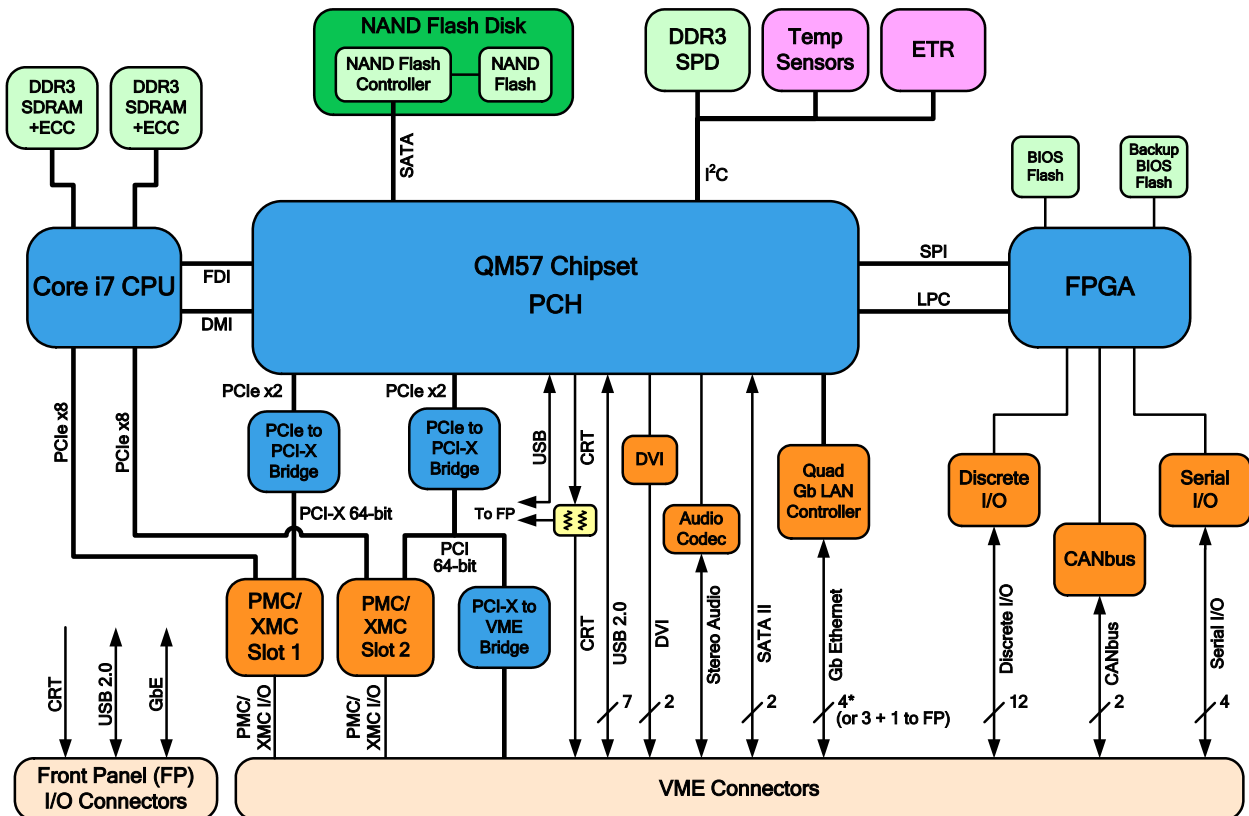 NAND Flash Disk
NAND Flash
Controller
NAND
Flash
DDR3
SPD
Temp
Sensors
ETR
DDR3
SDRAM
+ECC
DDR3
SDRAM
+ECC
SATA
I²C
BIOS
Flash
Backup
BIOS
Flash
Core i7 CPU
FDI
DMI
QM57 Chipset
PCH
SPI
LPC
FPGA
PCIe x8
PCIe x8
PCIe x2
PCIe x2
PCIe to
PCI-X
Bridge
PCIe to
PCI-X
Bridge
USB
CRT
DVI
Audio
Codec
Quad
Gb LAN
Controller
Discrete
I/O
CANbus
Serial
I/O
PCI-X 64-bit
To FP
PCI
64-bit
PMC/
XMC
Slot 1
PMC/
XMC
Slot 2
PCI-X to
VME
Bridge
CRT
USB 2.0
GbE
PMC/
XMC I/O
PMC/
XMC I/O
CRT
USB 2.0
7
DVI
2
Stereo Audio
SATA II
2
Gb Ethernet
4*
(or 3 + 1 to FP)
Discrete I/O
12
CANbus
2
Serial I/O
4
Front Panel (FP)
I/O Connectors
VME Connectors